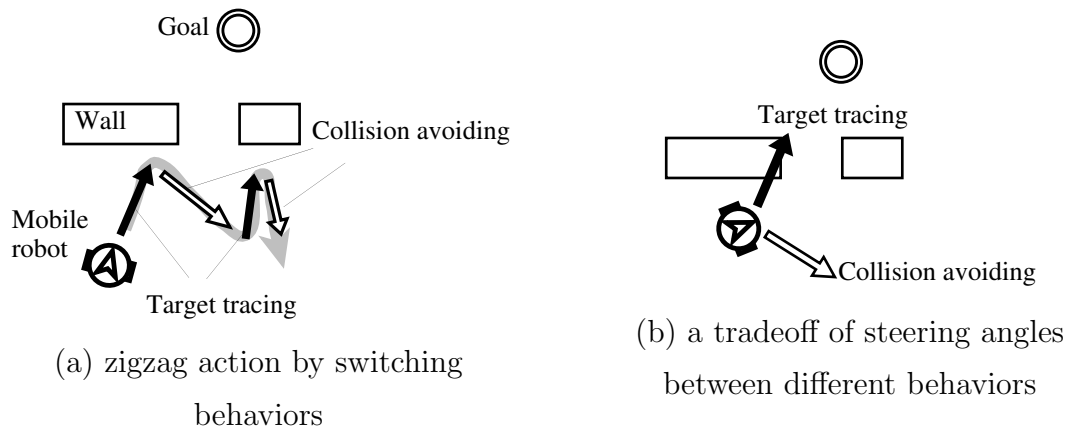 Goal
Wall
Collision avoiding
Mobile
robot
Target tracing
(a) zigzag action by switching
behaviors
Target tracing
Collision avoiding
(b) a tradeoff of steering angles
between different behaviors